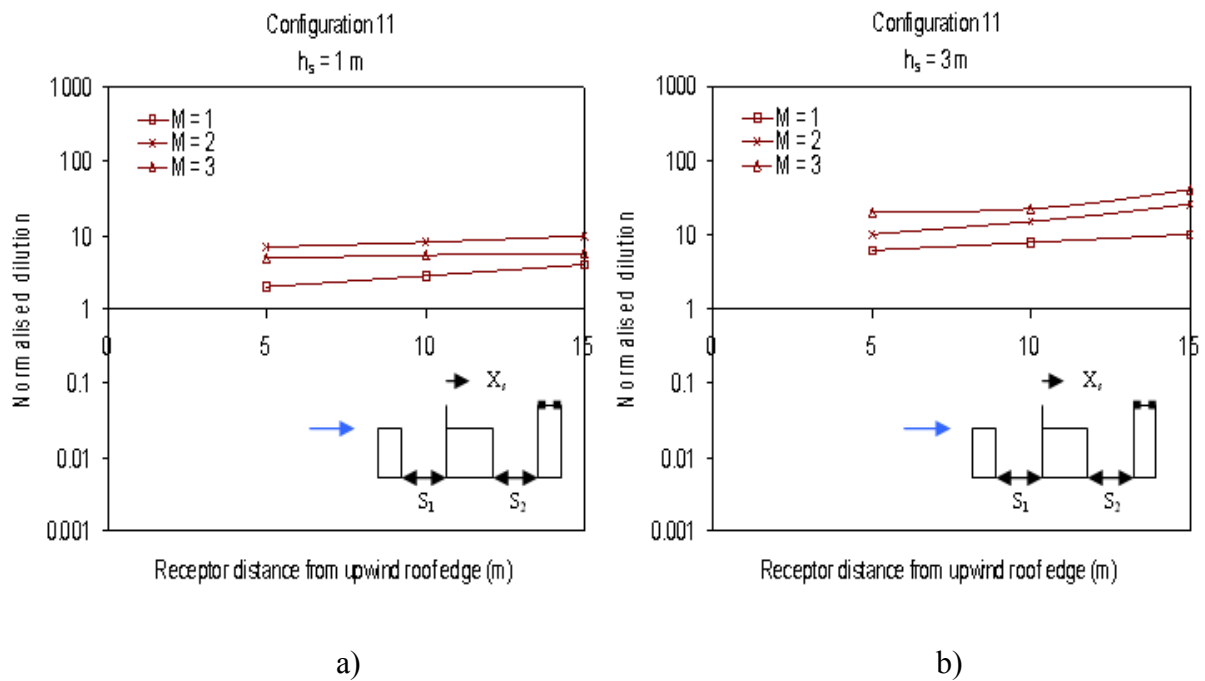 Configuration 11
hₛ = 1 m
1000
100
10
1
0.1
0.01
0.001
M = 1
M = 2
M = 3
0 5 10 15
Xᵣ
S₁ S₂
Normalised dilution
Receptor distance from upwind roof edge (m)
a)
Configuration 11
hₛ = 3 m
1000
100
10
1
0.1
0.01
0.001
M = 1
M = 2
M = 3
0 5 10 15
Xᵣ
S₁ S₂
Normalised dilution
Receptor distance from upwind roof edge (m)
b)